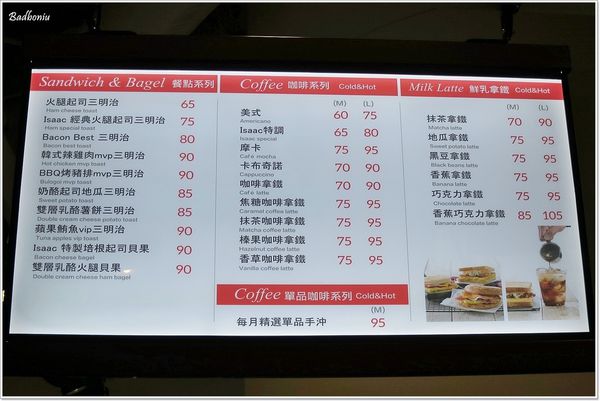 Badboniu
Sandwich & Bagel 餐點系列
火腿起司三明治 65
Ham cheese toast
Isaac 經典火腿起司三明治 75
Ham special toast
Bacon Best 三明治 80
Bacon best toast
韓式辣雞肉mvp三明治 90
Hot chicken mvp toast
BBQ烤豬排mvp三明治 90
Bulogoi mvp toast
奶酪起司地瓜三明治 85
Sweet potato toast
雙層乳酪薯餅三明治 85
Double cream cheese potato toast
蘋果鮪魚vip三明治 90
Tuna apples vip toast
Isaac 特製培根起司貝果 90
Bacon cheese bagel
雙層乳酪火腿貝果 90
Double cream cheese ham bagel
Coffee 咖啡系列 Cold&Hot
(M) (L)
美式 60 75
Americano
Isaac特調 65 80
Isaac special
摩卡 75 95
Café mocha
卡布奇諾 70 90
Cappuccino
咖啡拿鐵 70 90
Café latte
焦糖咖啡拿鐵 75 95
Caramel coffee latte
抹茶咖啡拿鐵 75 95
Matcha coffee latte
榛果咖啡拿鐵 75 95
Hazelnut coffee latte
香草咖啡拿鐵 75 95
Vanilla coffee latte
Coffee 單品咖啡系列 Cold&Hot
(M)
每月精選單品手沖 95
Milk Latte 鮮乳拿鐵 Cold&Hot
(M) (L)
抹茶拿鐵 70 90
Matcha latte
地瓜拿鐵 75 95
Sweet potato latte
黑豆拿鐵 75 95
Black beans latte
香蕉拿鐵 75 95
Banana latte
巧克力拿鐵 75 95
Chocolate latte
香蕉巧克力拿鐵 85 105
Banana chocolate latte